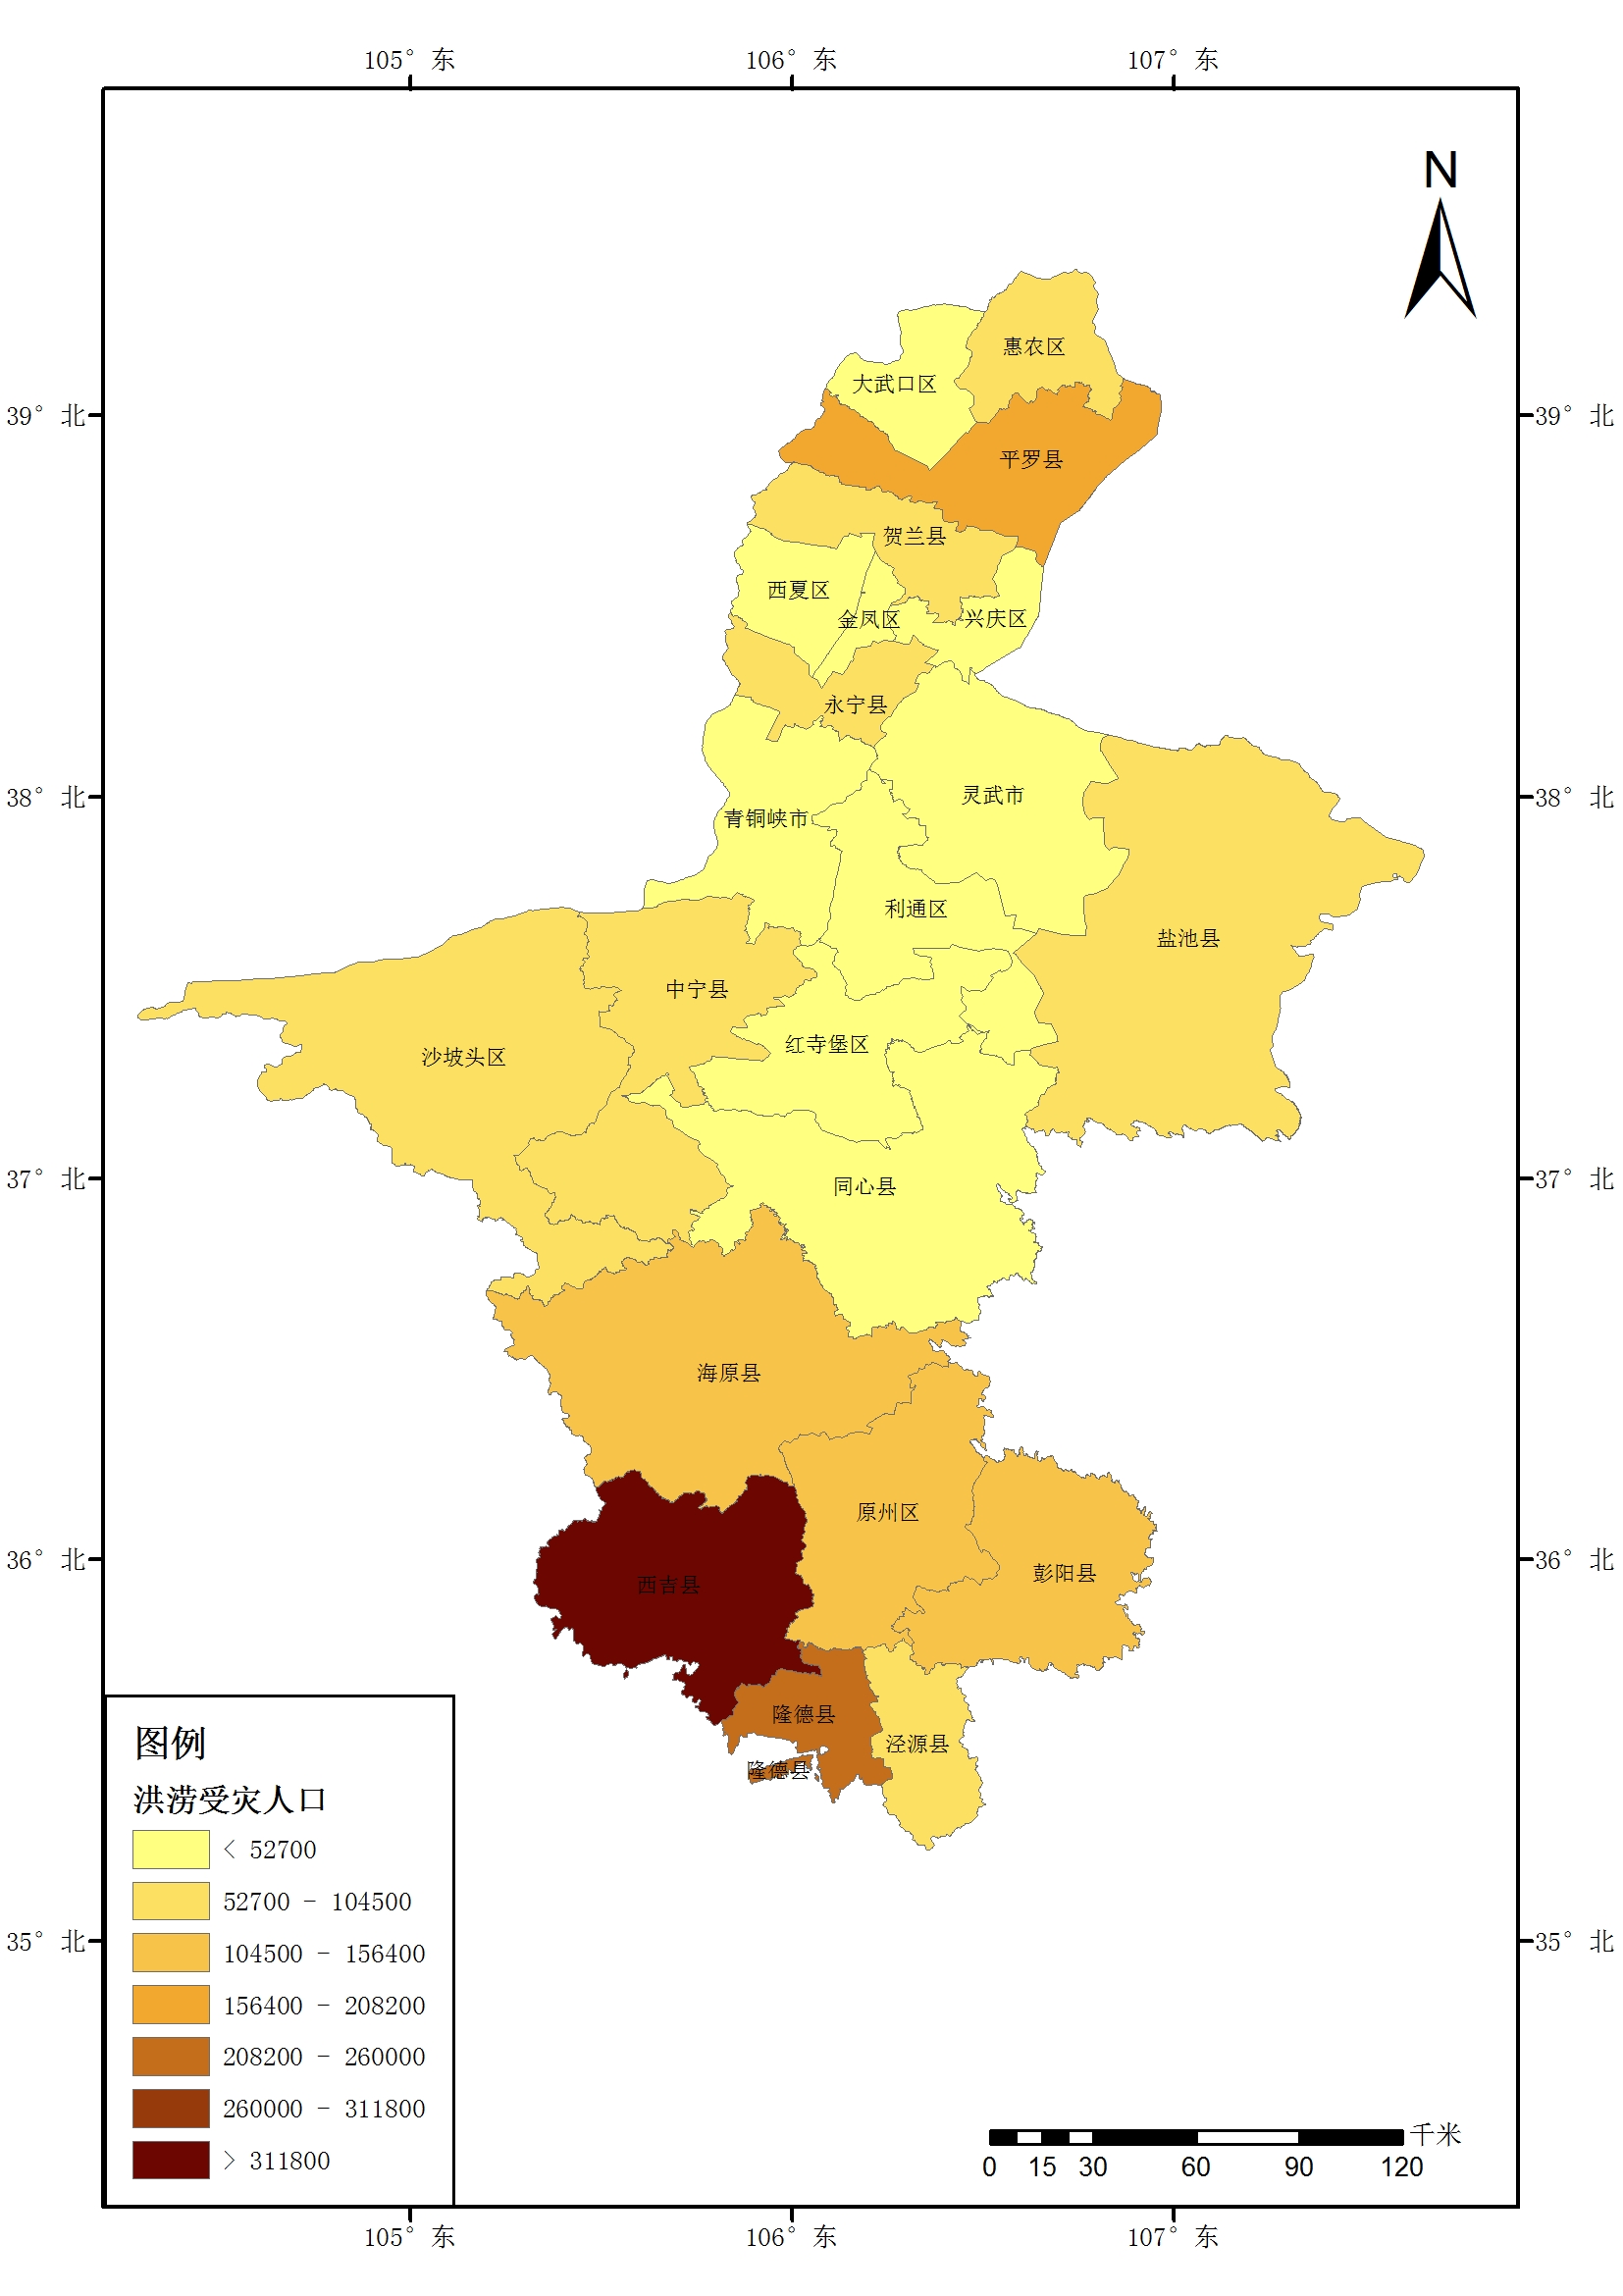 105° 东
106° 东
107° 东
N
惠农区
大武口区
39° 北
39° 北
平罗县
贺兰县
西夏区
金凤区
兴庆区
永宁县
38° 北
灵武市
38° 北
青铜峡市
利通区
盐池县
中宁县
红寺堡区
沙坡头区
37° 北
同心县
37° 北
海原县
原州区
36° 北
彭阳县
36° 北
西吉县
隆德县
泾源县
隆德县
图例
洪涝受灾人口
< 52700
52700 - 104500
35° 北
35° 北
104500 - 156400
156400 - 208200
208200 - 260000
260000 - 311800
> 311800
千米
0 15 30 60 90 120
105° 东
106° 东
107° 东